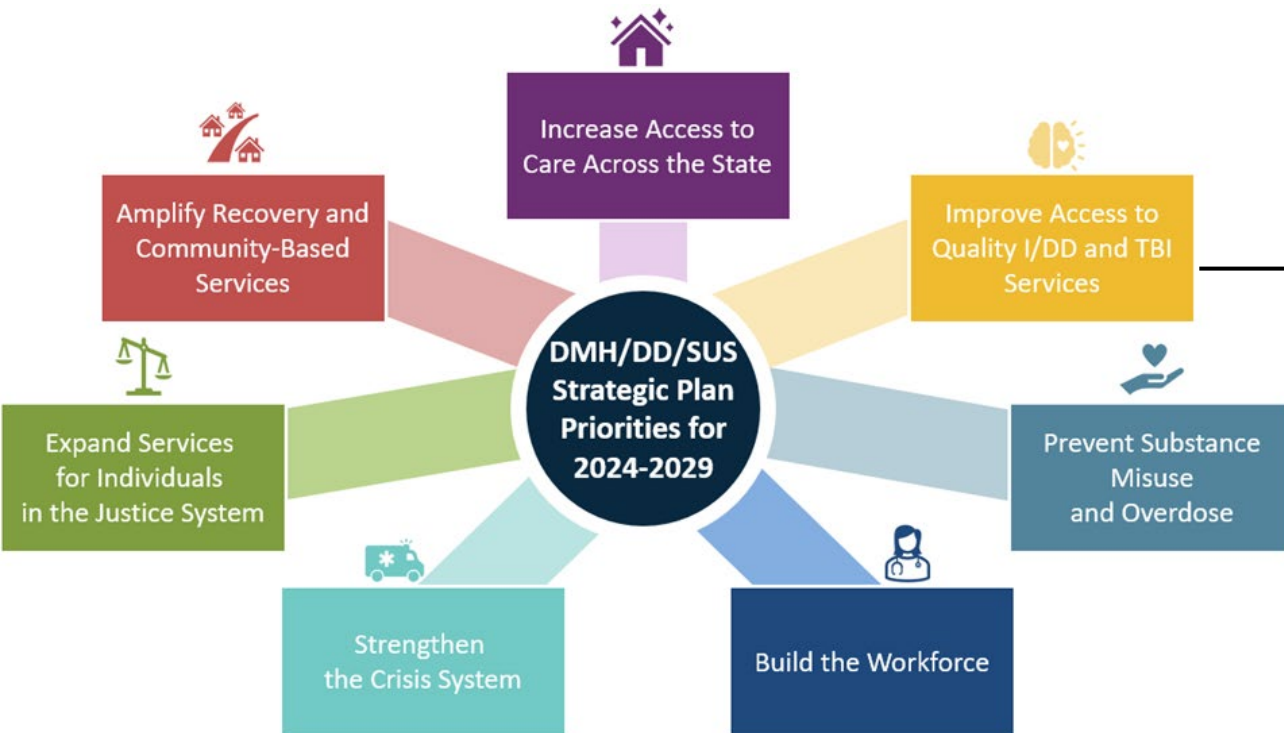 Increase Access to
Care Across the State
Amplify Recovery and
Community-Based
Services
Improve Access to
Quality I/DD and TBI
Services
DMH/DD/SUS
Strategic Plan
Priorities for
2024-2029
Expand Services
for Individuals
in the Justice System
Prevent Substance
Misuse
and Overdose
Strengthen
the Crisis System
Build the Workforce